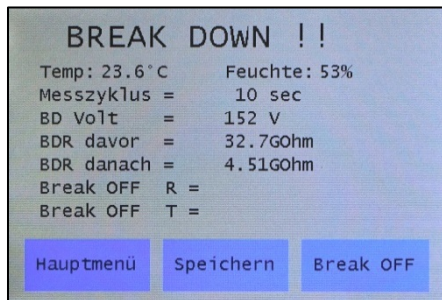 BREAK DOWN !!
Temp: 23.6°C Feuchte: 53%
Messzyklus = 10 sec
BD Volt = 152 V
BDR davor = 32.7GOhm
BDR danach = 4.51GOhm
Break OFF R =
Break OFF T =
Hauptmenü Speichern Break OFF